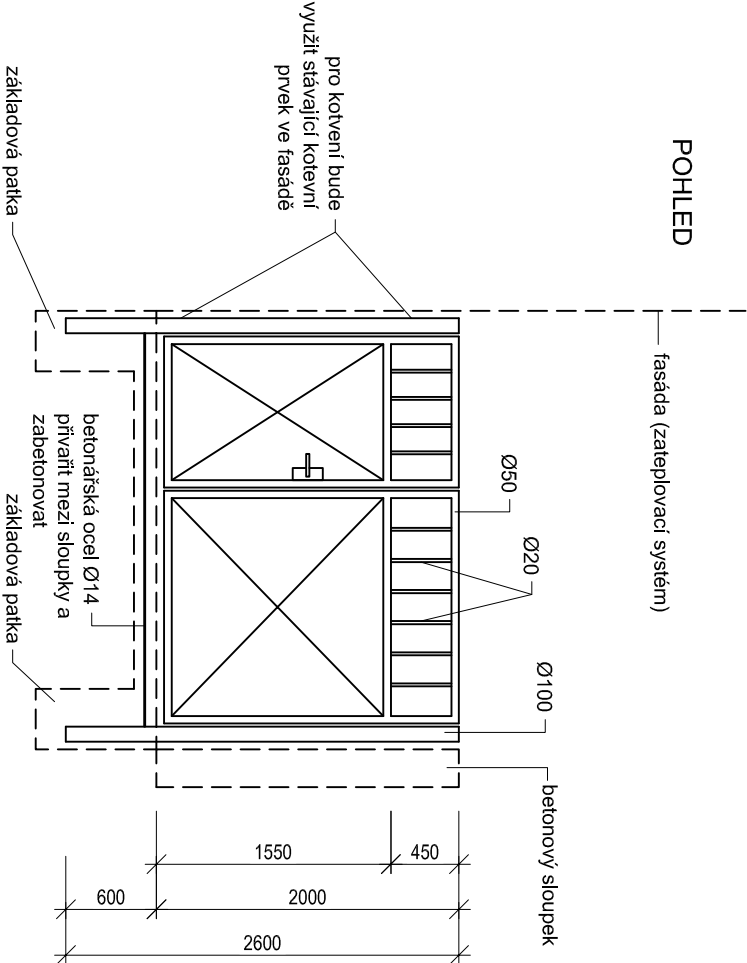 POHLED
fasáda (zateplovací systém)
pro kotvení bude
využit stávající kotevní
prvek ve fasádě
Ø50
Ø20
Ø100
betonový sloupek
základová patka
betonářská ocel Ø14
přivařit mezi sloupky a
zabetonovat
základová patka
1550
450
600
2000
2600